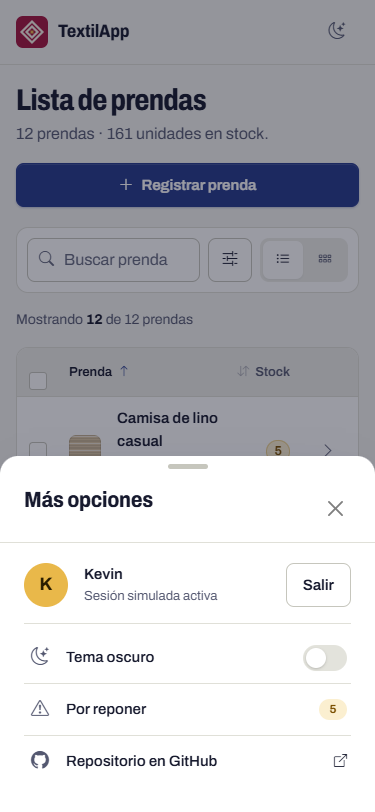 TextilApp
Lista de prendas
12 prendas · 161 unidades en stock.
Registrar prenda
Buscar prenda
Mostrando 12 de 12 prendas
Prenda ↑ Stock
Camisa de lino
casual
5
Más opciones
K
Kevin
Sesión simulada activa
Salir
Tema oscuro
Por reponer
5
Repositorio en GitHub